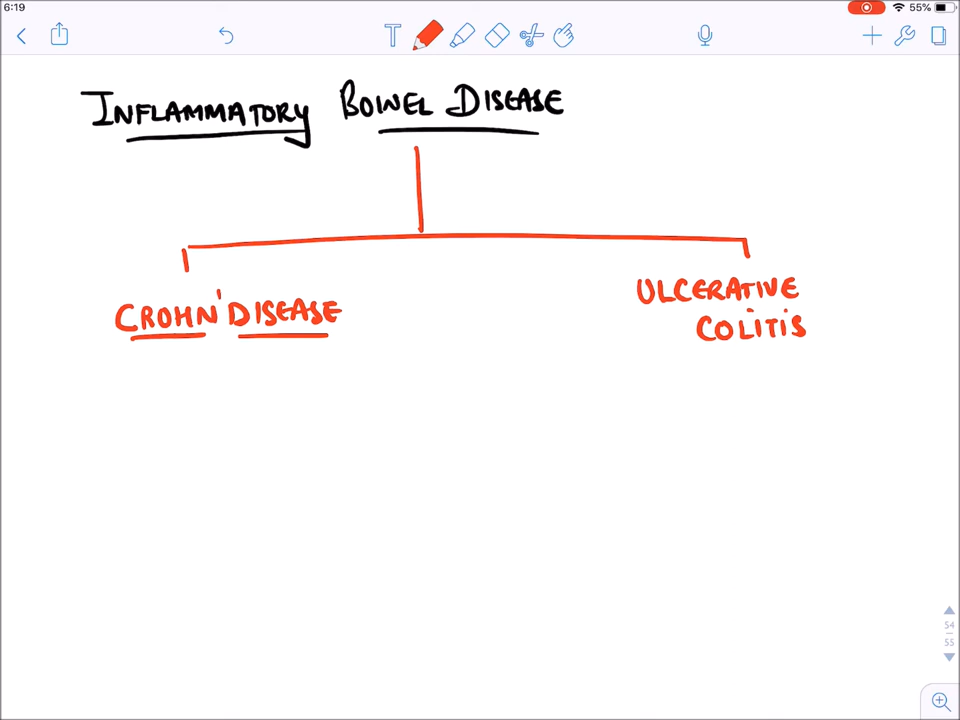 6:19
55%
T
INFLAMMATORY BOWEL DISEASE
CROHN' DISEASE
ULCERATIVE
COLITIS
54
55